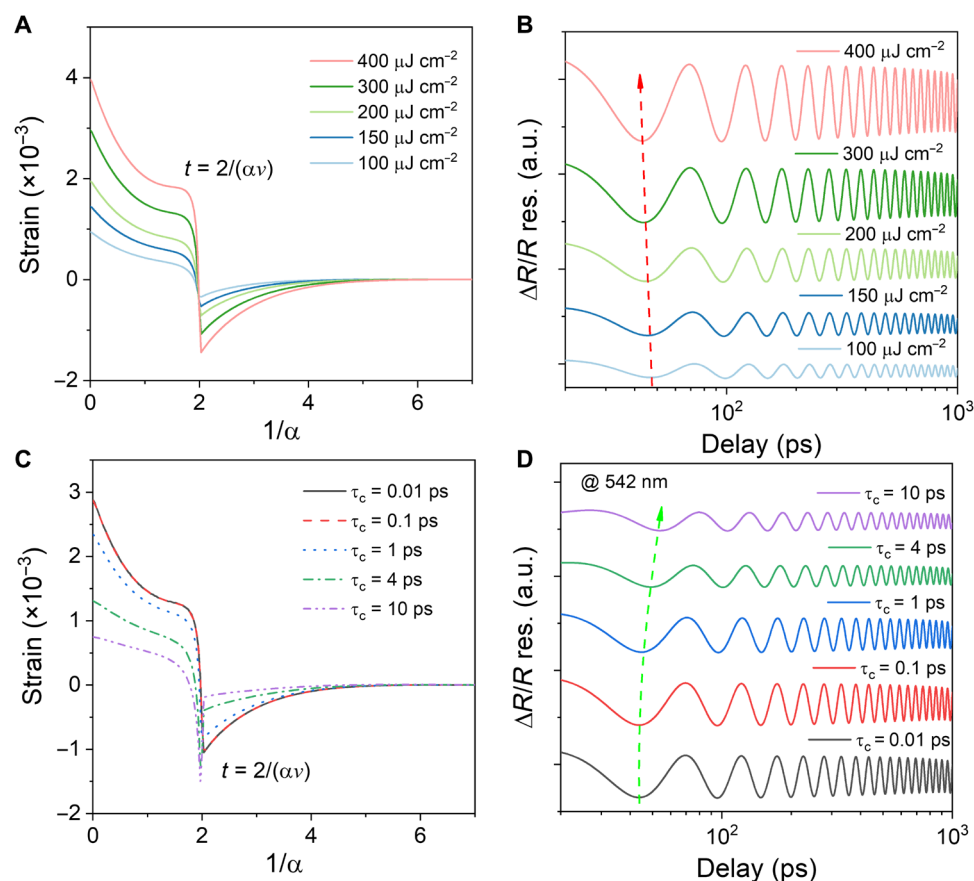 A
400 μJ cm⁻²
300 μJ cm⁻²
200 μJ cm⁻²
150 μJ cm⁻²
100 μJ cm⁻²
t = 2/(αv)
Strain (×10⁻³)
4
2
0
−2
0
2
4
6
1/α
B
400 μJ cm⁻²
300 μJ cm⁻²
200 μJ cm⁻²
150 μJ cm⁻²
100 μJ cm⁻²
ΔR/R res. (a.u.)
10²
10³
Delay (ps)
C
τc = 0.01 ps
τc = 0.1 ps
τc = 1 ps
τc = 4 ps
τc = 10 ps
t = 2/(αv)
Strain (×10⁻³)
3
2
1
0
−1
−2
0
2
4
6
1/α
D
@ 542 nm
τc = 10 ps
τc = 4 ps
τc = 1 ps
τc = 0.1 ps
τc = 0.01 ps
ΔR/R res. (a.u.)
10²
10³
Delay (ps)